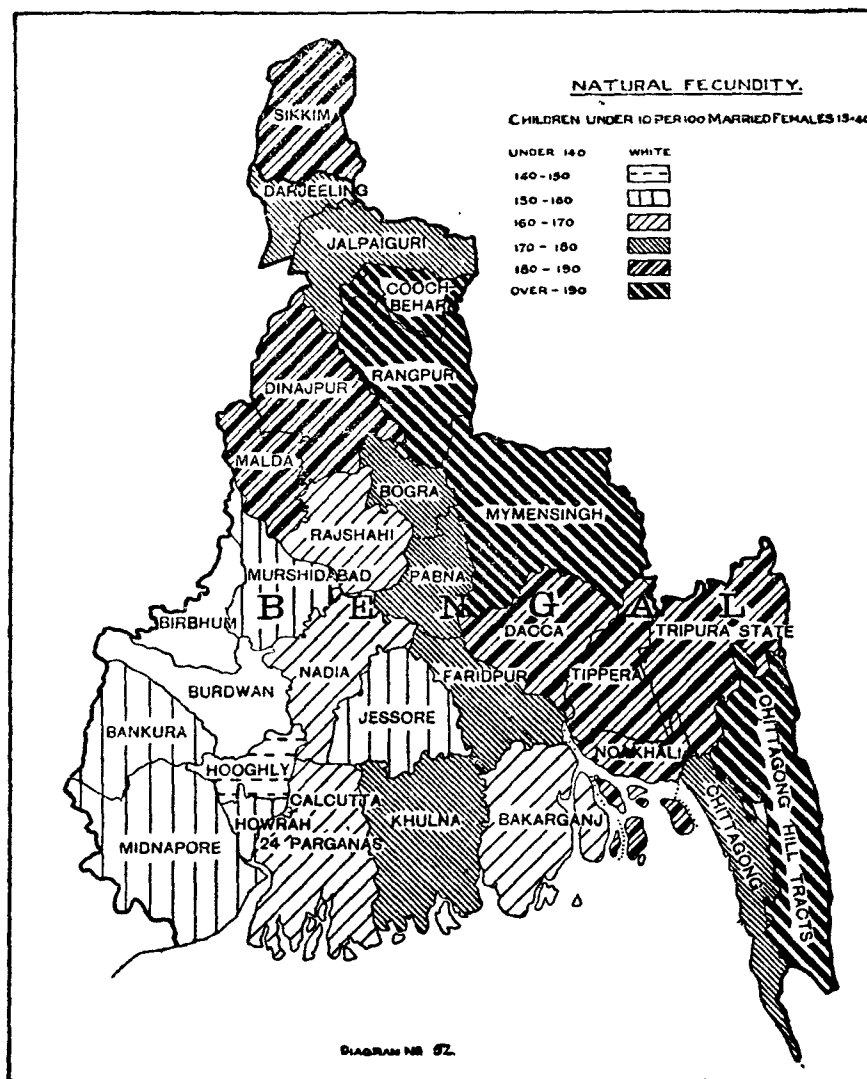 NATURAL FECUNDITY.
CHILDREN UNDER 10 PER 100 MARRIED FEMALES 15-40
UNDER 140 WHITE
140-150
150-180
160-170
170-180
180-190
OVER-190
SIKKIM
DARJEELING
JALPAIGURI
COOCH
BEHAR
RANGPUR
DINAJPUR
MALDA
BOGRA
MYMENSINGH
RAJSHAHI
MURSHIDABAD
PABNA
BENGAL
BIRBHUM
DACCA
TRIPURA STATE
NADIA
FARIDPUR
TIPPERA
BURDWAN
JESSORE
BANKURA
NOAKHALI
HOOGHLY
CHITTAGONG HILL TRACTS
CHITTAGONG
CALCUTTA
HOWRAH
KHULNA
BAKARGANJ
24 PARGANAS
MIDNAPORE
DIAGRAM NO 52.